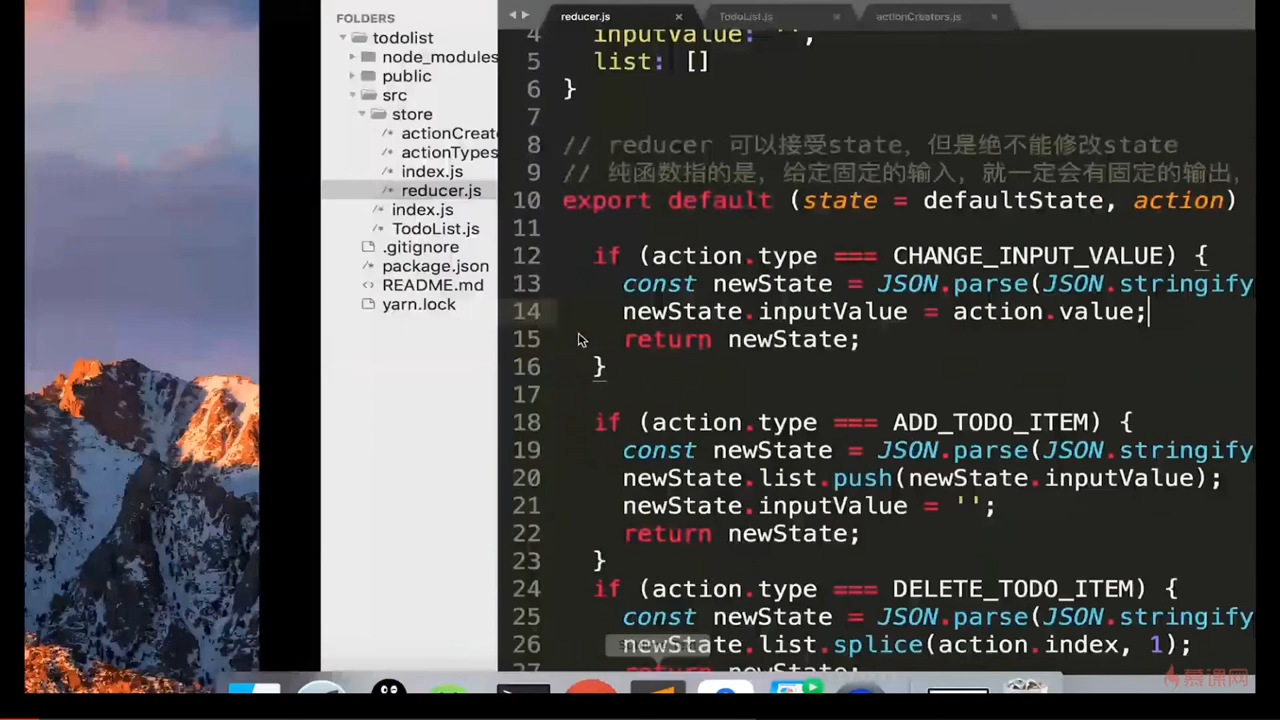 FOLDERS
todolist
node_modules
public
src
store
actionCreat
actionTypes
index.js
reducer.js
index.js
TodoList.js
.gitignore
package.json
README.md
yarn.lock
reducer.js
TodoList.js
actionCreators.js
4 inputValue: '',
5 list: []
6 }
7
8 // reducer 可以接受state, 但是绝不能修改state
9 // 纯函数指的是, 给定固定的输入, 就一定会有固定的输出,
10 export default (state = defaultState, action)
11
12 if (action.type === CHANGE_INPUT_VALUE) {
13 const newState = JSON.parse(JSON.stringify
14 newState.inputValue = action.value;
15 return newState;
16 }
17
18 if (action.type === ADD_TODO_ITEM) {
19 const newState = JSON.parse(JSON.stringify
20 newState.list.push(newState.inputValue);
21 newState.inputValue = '';
22 return newState;
23 }
24 if (action.type === DELETE_TODO_ITEM) {
25 const newState = JSON.parse(JSON.stringify
26 newState.list.splice(action.index, 1);
27 return newState;
慕课网